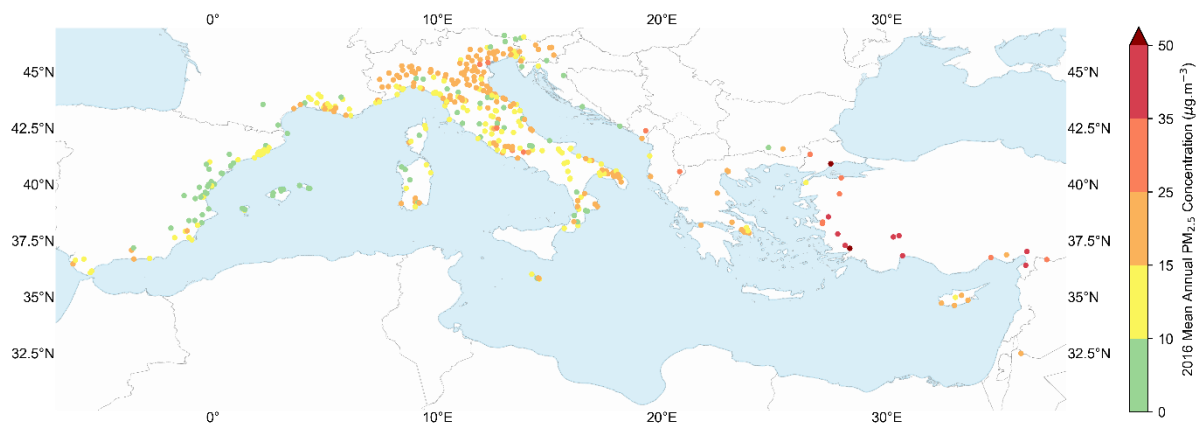 0° 10°E 20°E 30°E
45°N 45°N
42.5°N 42.5°N
40°N 40°N
37.5°N 37.5°N
35°N 35°N
32.5°N 32.5°N
0° 10°E 20°E 30°E
50
35
25
15
10
0
2016 Mean Annual PM2.5 Concentration (µg.m−3)